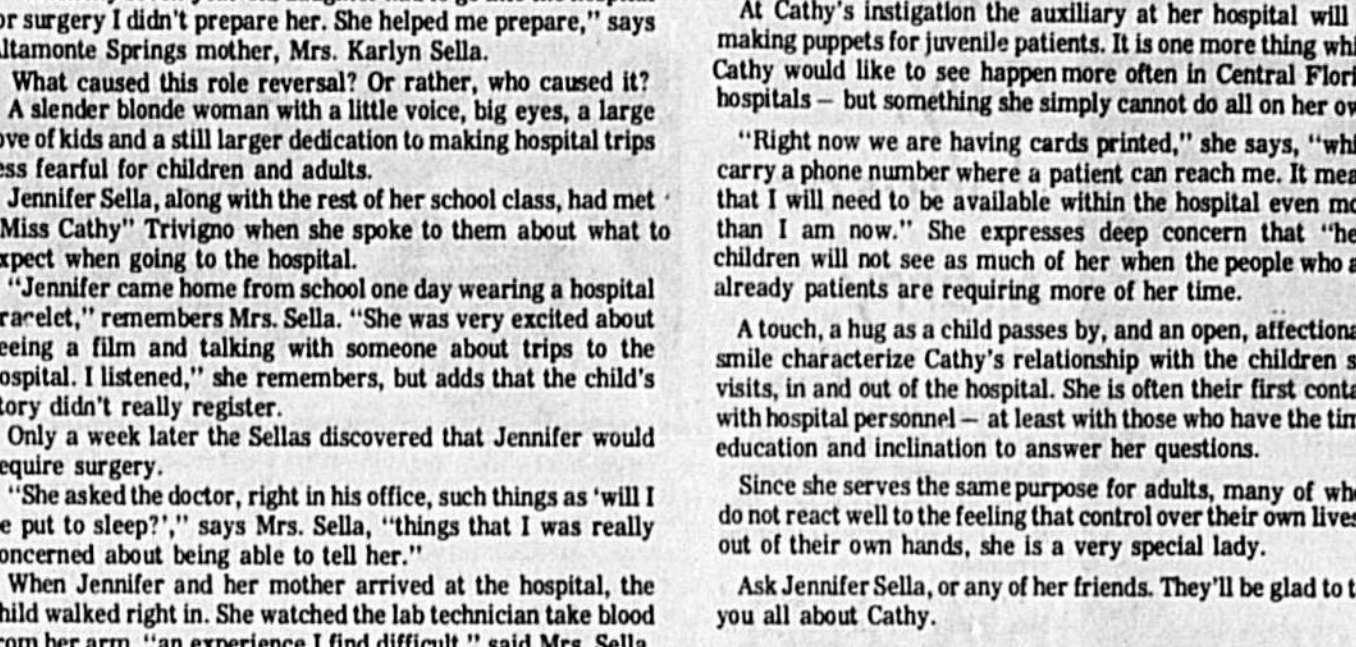 or surgery I didn't prepare her. She helped me prepare," says
ltamonte Springs mother, Mrs. Karlyn Sella.
What caused this role reversal? Or rather, who caused it?
A slender blonde woman with a little voice, big eyes, a large
ove of kids and a still larger dedication to making hospital trips
ess fearful for children and adults.
Jennifer Sella, along with the rest of her school class, had met
Miss Cathy" Trivigno when she spoke to them about what to
xpect when going to the hospital.
"Jennifer came home from school one day wearing a hospital
racelet," remembers Mrs. Sella. "She was very excited about
eeing a film and talking with someone about trips to the
ospital. I listened," she remembers, but adds that the child's
tory didn't really register.
Only a week later the Sellas discovered that Jennifer would
equire surgery.
"She asked the doctor, right in his office, such things as 'will I
e put to sleep?'," says Mrs. Sella, "things that I was really
oncerned about being able to tell her."
When Jennifer and her mother arrived at the hospital, the
hild walked right in. She watched the lab technician take blood
rom her arm, "an experience I find difficult," said Mrs. Sella.
At Cathy's instigation the auxiliary at her hospital will
making puppets for juvenile patients. It is one more thing whi
Cathy would like to see happen more often in Central Flori
hospitals — but something she simply cannot do all on her ow
"Right now we are having cards printed," she says, "whi
carry a phone number where a patient can reach me. It mea
that I will need to be available within the hospital even mo
than I am now." She expresses deep concern that "he
children will not see as much of her when the people who a
already patients are requiring more of her time.
A touch, a hug as a child passes by, and an open, affectiona
smile characterize Cathy's relationship with the children s
visits, in and out of the hospital. She is often their first conta
with hospital personnel — at least with those who have the tim
education and inclination to answer her questions.
Since she serves the same purpose for adults, many of who
do not react well to the feeling that control over their own lives
out of their own hands, she is a very special lady.
Ask Jennifer Sella, or any of her friends. They'll be glad to t
you all about Cathy.